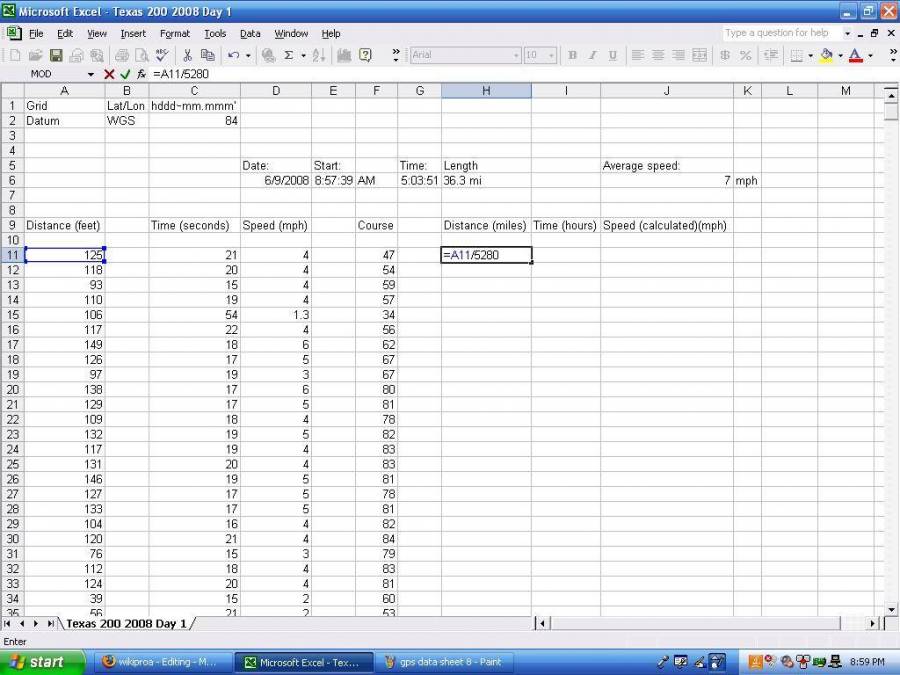 Microsoft Excel - Texas 200 2008 Day 1
File Edit View Insert Format Tools Data Window Help Type a question for help
Arial 10 B I U $ %
MOD =A11/5280
A B C D E F G H I J K L M
1 Grid Lat/Lon hddd~mm.mmm'
2 Datum WGS 84
3
4
5 Date: Start: Time: Length Average speed:
6 6/9/2008 8:57:39 AM 5:03:51 36.3 mi 7 mph
7
8
9 Distance (feet) Time (seconds) Speed (mph) Course Distance (miles) Time (hours) Speed (calculated)(mph)
10
11 125 21 4 47 =A11/5280
12 118 20 4 54
13 93 15 4 59
14 110 19 4 57
15 106 54 1.3 34
16 117 22 4 56
17 149 18 6 62
18 126 17 5 67
19 97 19 3 67
20 138 17 6 80
21 129 17 5 81
22 109 18 4 78
23 132 19 5 82
24 117 19 4 83
25 131 20 4 83
26 146 19 5 81
27 127 17 5 78
28 133 17 5 81
29 104 16 4 82
30 120 21 4 84
31 76 15 3 79
32 112 18 4 83
33 124 20 4 81
34 39 15 2 60
35 56 21 2 53
Texas 200 2008 Day 1
Enter
start wikiproa - Editing - M... Microsoft Excel - Tex... gps data sheet 8 - Paint 8:59 PM